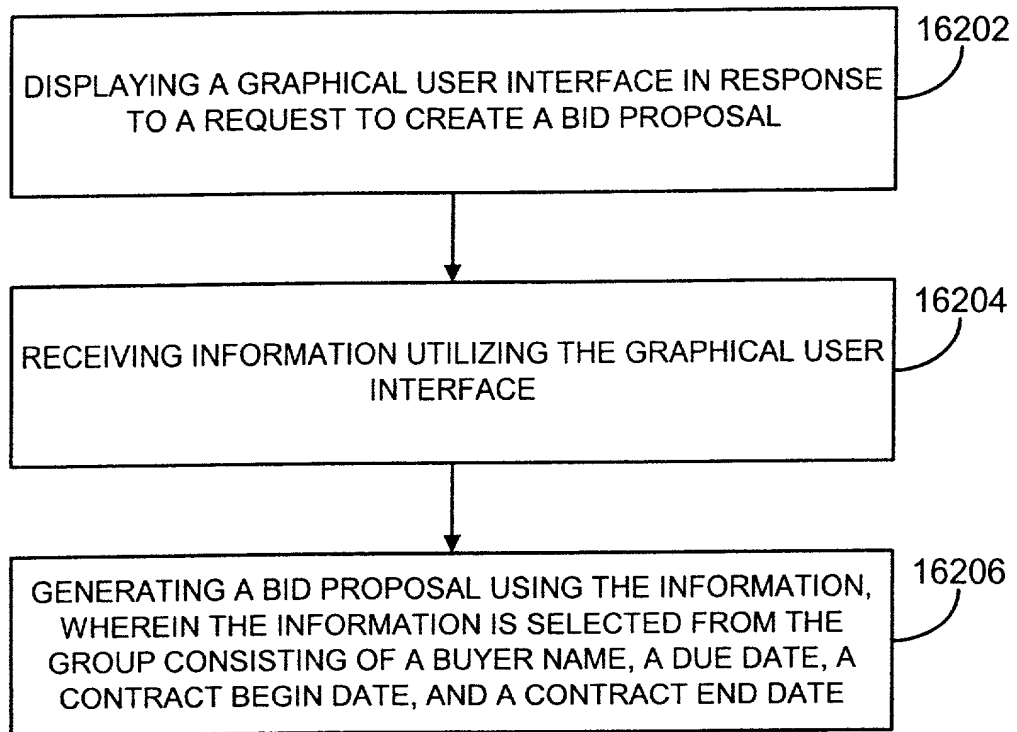 16202
DISPLAYING A GRAPHICAL USER INTERFACE IN RESPONSE
TO A REQUEST TO CREATE A BID PROPOSAL
16204
RECEIVING INFORMATION UTILIZING THE GRAPHICAL USER
INTERFACE
16206
GENERATING A BID PROPOSAL USING THE INFORMATION,
WHEREIN THE INFORMATION IS SELECTED FROM THE
GROUP CONSISTING OF A BUYER NAME, A DUE DATE, A
CONTRACT BEGIN DATE, AND A CONTRACT END DATE